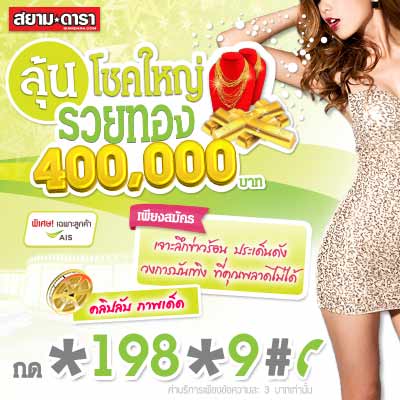 สยาม★ดารา
SIAMDARA.COM
ลุ้น โชคใหญ่
รวยทอง
400,000 บาท
พิเศษ! เฉพาะลูกค้า
AIS
เพียงสมัคร
เจาะลึกข่าวร้อน ประเด็นดัง
วงการบันเทิง ที่คุณพลาดไม่ได้
คลิปลับ ภาพเด็ด
กด *198*9#
ค่าบริการเพียงข้อความละ 3 บาทเท่านั้น